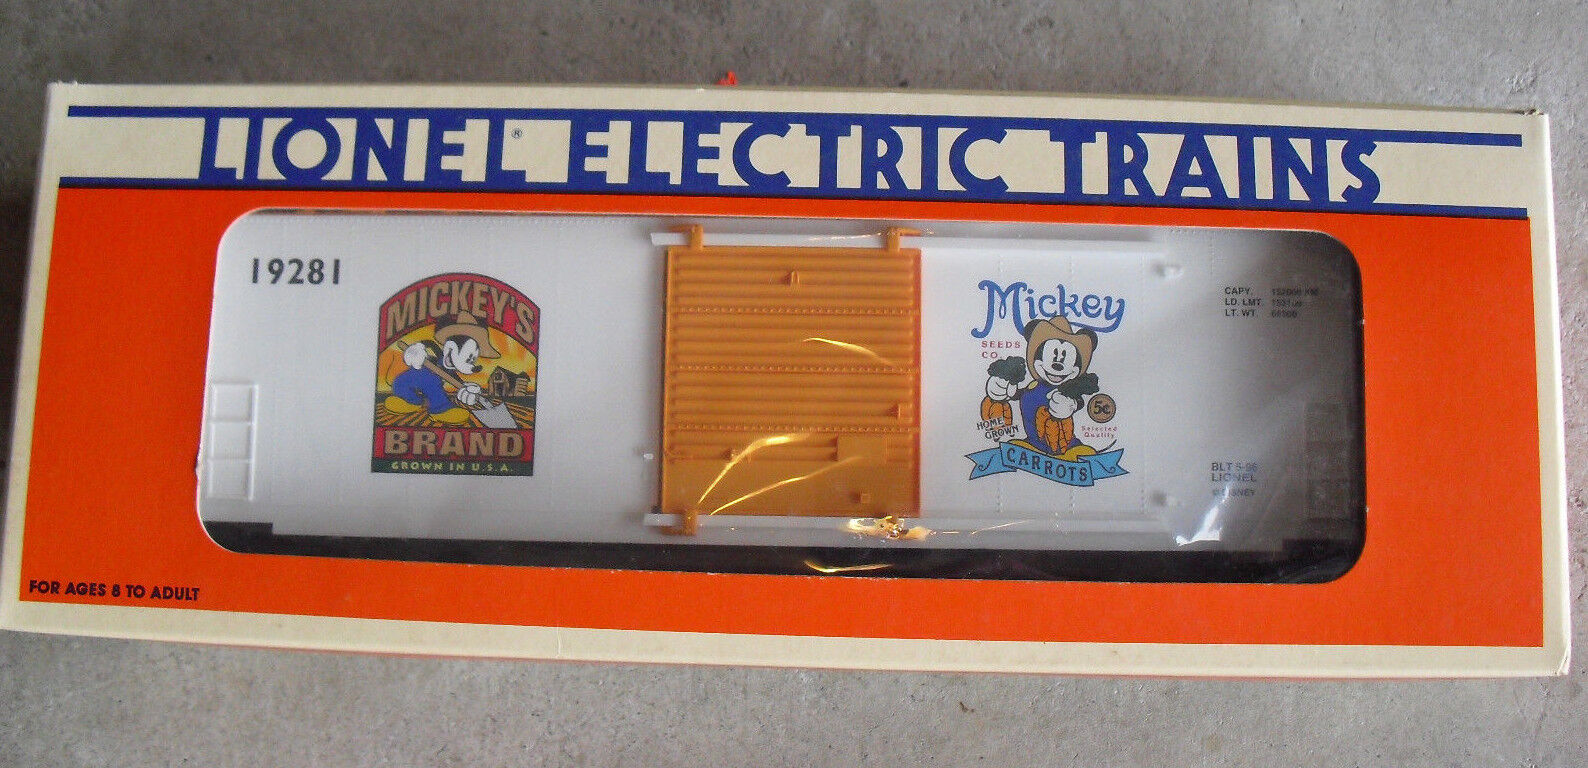 LIONEL® ELECTRIC TRAINS
19281
MICKEY'S
BRAND
GROWN IN U.S.A.
Mickey
SEEDS
CO.
5¢
HOME
GROWN
Selected
Quality
CARROTS
CAPY.
LD. LMT.
LT. WT.
BLT 5-96
LIONEL
© DISNEY
FOR AGES 8 TO ADULT